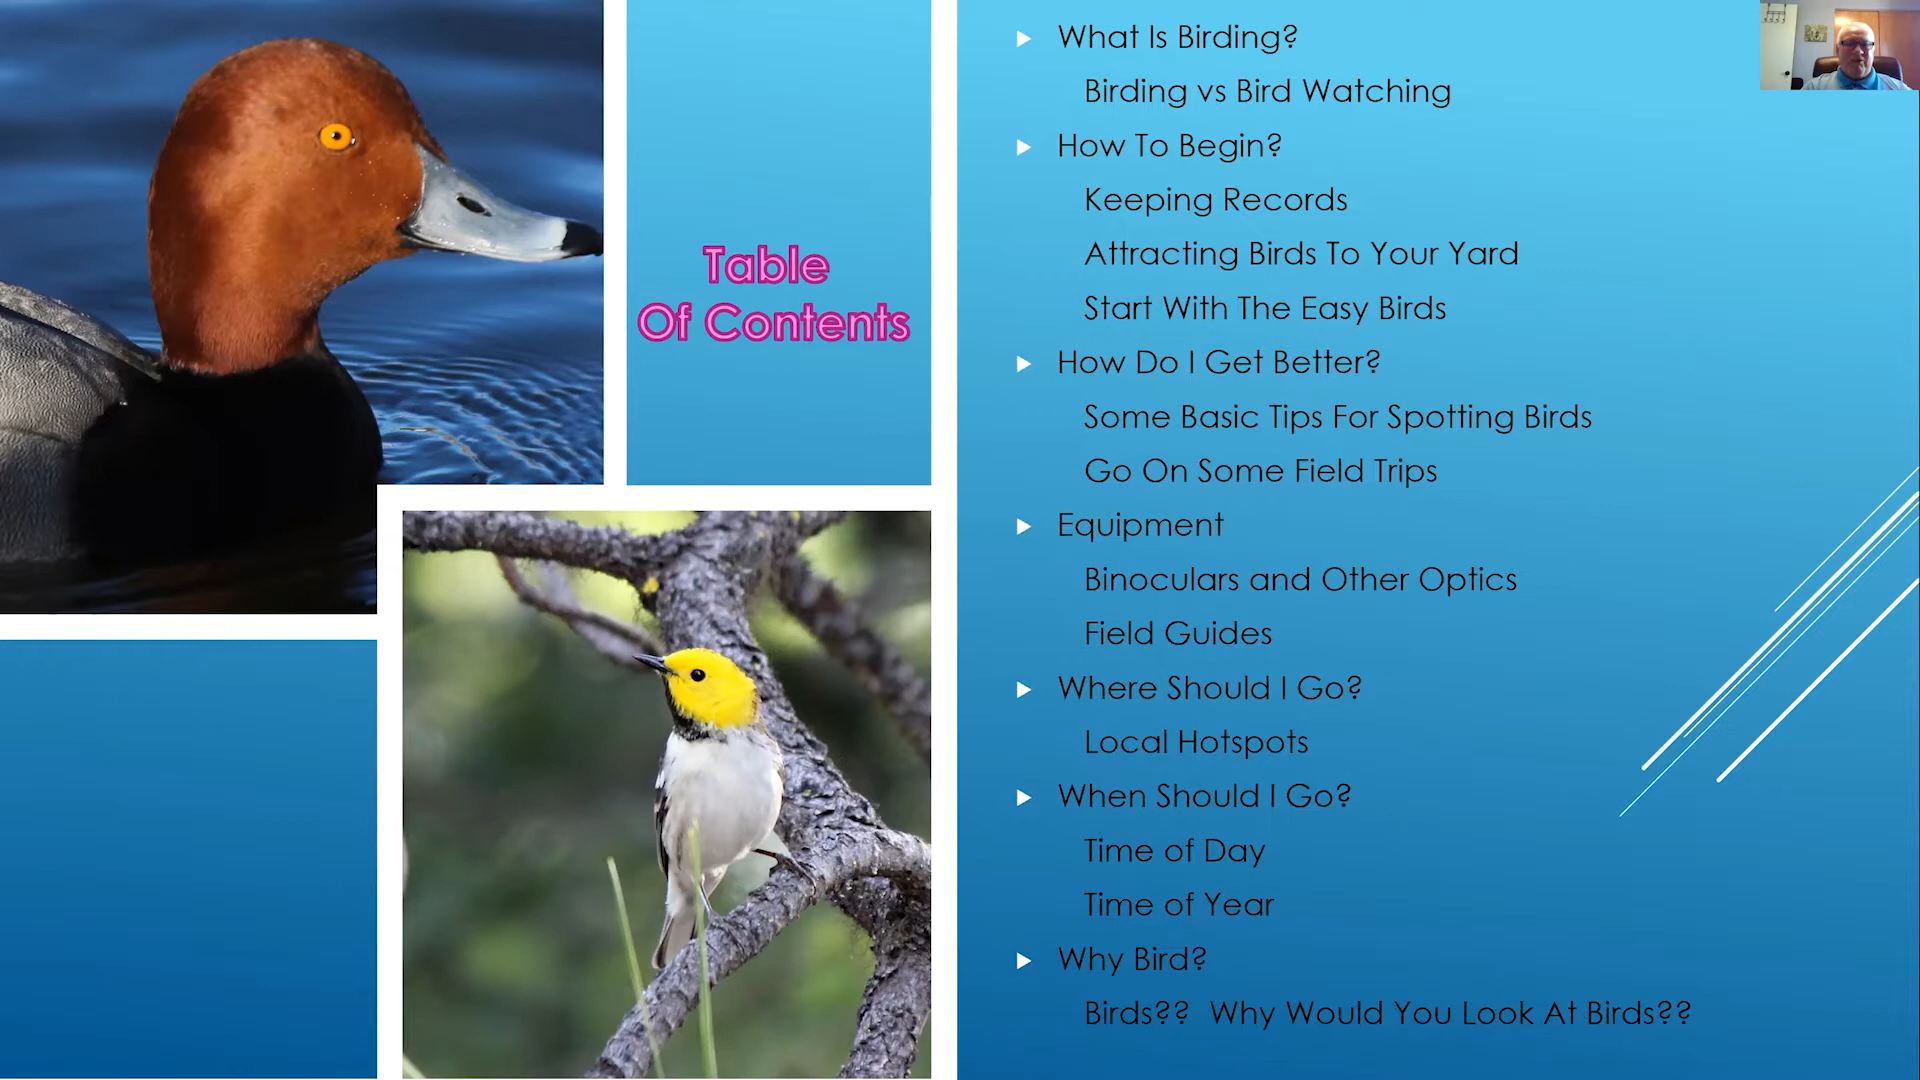 Table
Of Contents
What Is Birding?
Birding vs Bird Watching
How To Begin?
Keeping Records
Attracting Birds To Your Yard
Start With The Easy Birds
How Do I Get Better?
Some Basic Tips For Spotting Birds
Go On Some Field Trips
Equipment
Binoculars and Other Optics
Field Guides
Where Should I Go?
Local Hotspots
When Should I Go?
Time of Day
Time of Year
Why Bird?
Birds?? Why Would You Look At Birds??